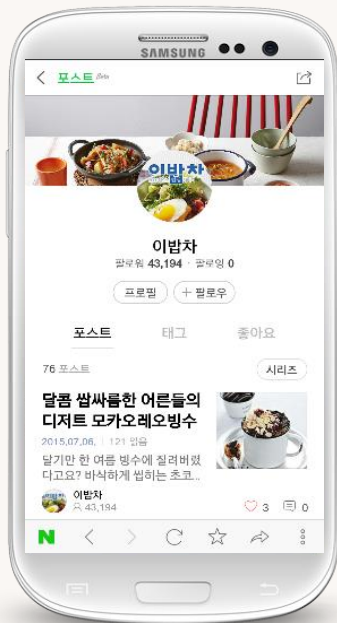 SAMSUNG
포스트 Beta
이밥차
이밥차
팔로워 43,194 · 팔로잉 0
프로필
+ 팔로우
포스트 태그 좋아요
76 포스트 시리즈
달콤 쌉싸름한 어른들의
디저트 모카오레오빙수
2015.07.06. 121 읽음
달기만 한 여름 빙수에 질려버렸
다고요? 바삭하게 씹히는 초코...
이밥차
43,194 3 0
N